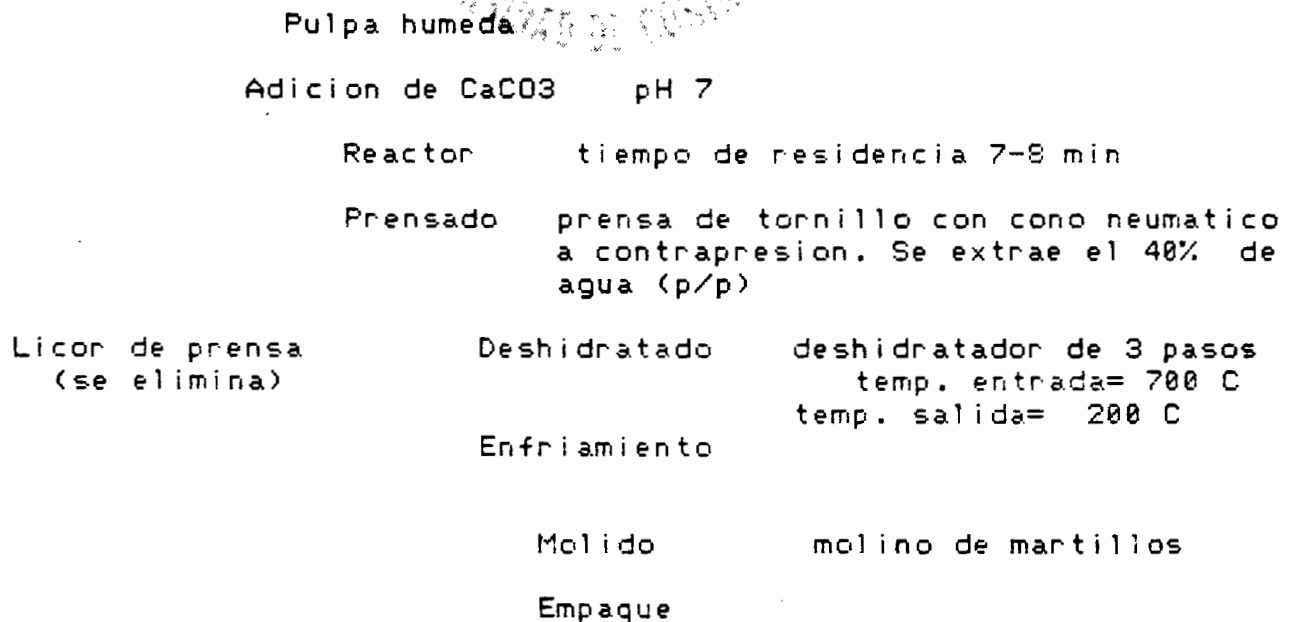 Pulpa humeda
Adicion de CaCO3 pH 7
Reactor tiempo de residencia 7-8 min
Prensado prensa de tornillo con cono neumatico
a contrapresion. Se extrae el 40% de
agua (p/p)
Licor de prensa Deshidratado deshidratador de 3 pasos
(se elimina) temp. entrada= 700 C
temp. salida= 200 C
Enfriamiento
Molido molino de martillos
Empaque